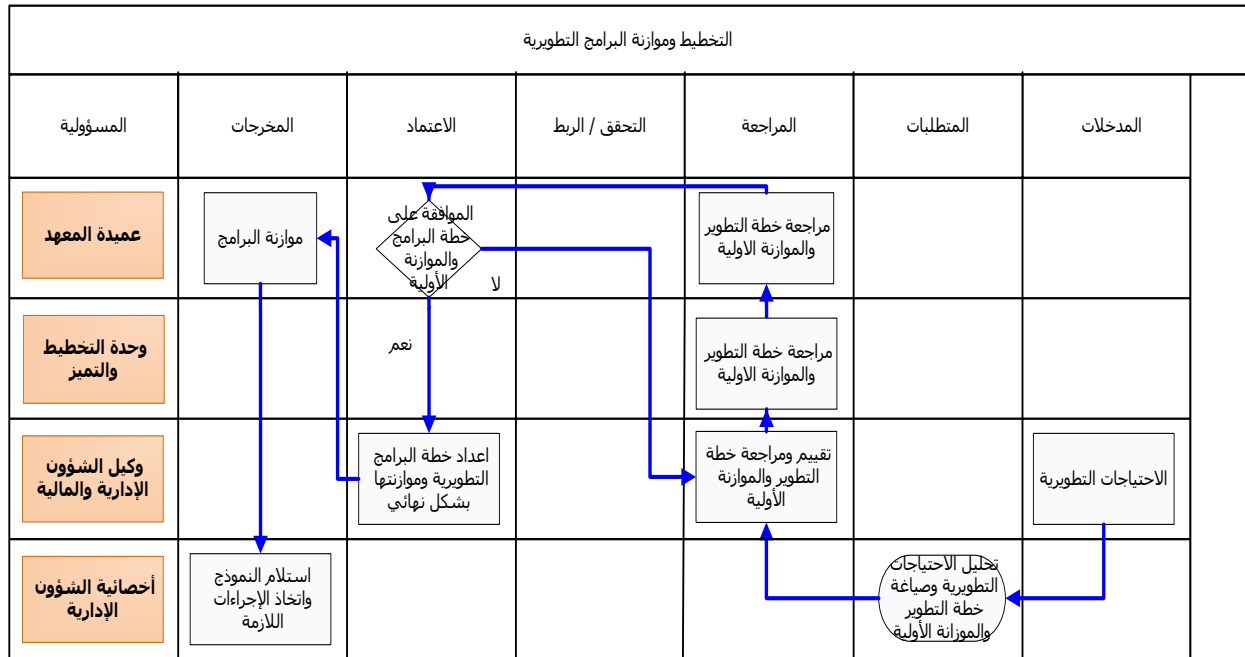 التخطيط وموازنة البرامج التطويرية
المدخلات
المتطلبات
المراجعة
التحقق / الربط
الاعتماد
المخرجات
المسؤولية
مراجعة خطة التطوير
والموازنة الاولية
الموافقة على
خطة البرامج
والموازنة
الأولية
لا
نعم
موازنة البرامج
عميدة المعهد
مراجعة خطة التطوير
والموازنة الاولية
وحدة التخطيط
والتميز
الاحتياجات التطويرية
تقييم ومراجعة خطة
التطوير والموازنة
الأولية
اعداد خطة البرامج
التطويرية وموازنتها
بشكل نهائي
وكيل الشؤون
الإدارية والمالية
تحليل الاحتياجات
التطويرية وصياغة
خطة التطوير
والموزانة الأولية
استلام النموذج
واتخاذ الإجراءات
اللازمة
أخصائية الشؤون
الإدارية